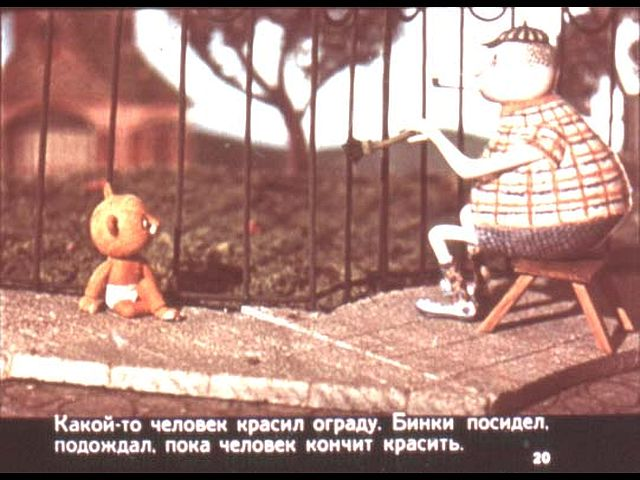 Какой-то человек красил ограду. Бинки посидел,
подождал, пока человек кончит красить.
20